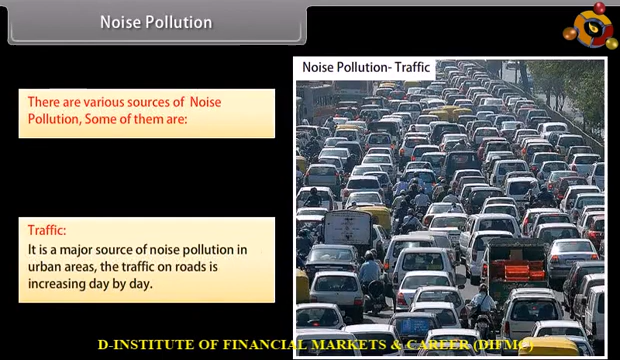 Noise Pollution
There are various sources of Noise
Pollution, Some of them are:
Noise Pollution- Traffic
Traffic:
It is a major source of noise pollution in
urban areas, the traffic on roads is
increasing day by day.
D-INSTITUTE OF FINANCIAL MARKETS & CAREER (DIFMC)